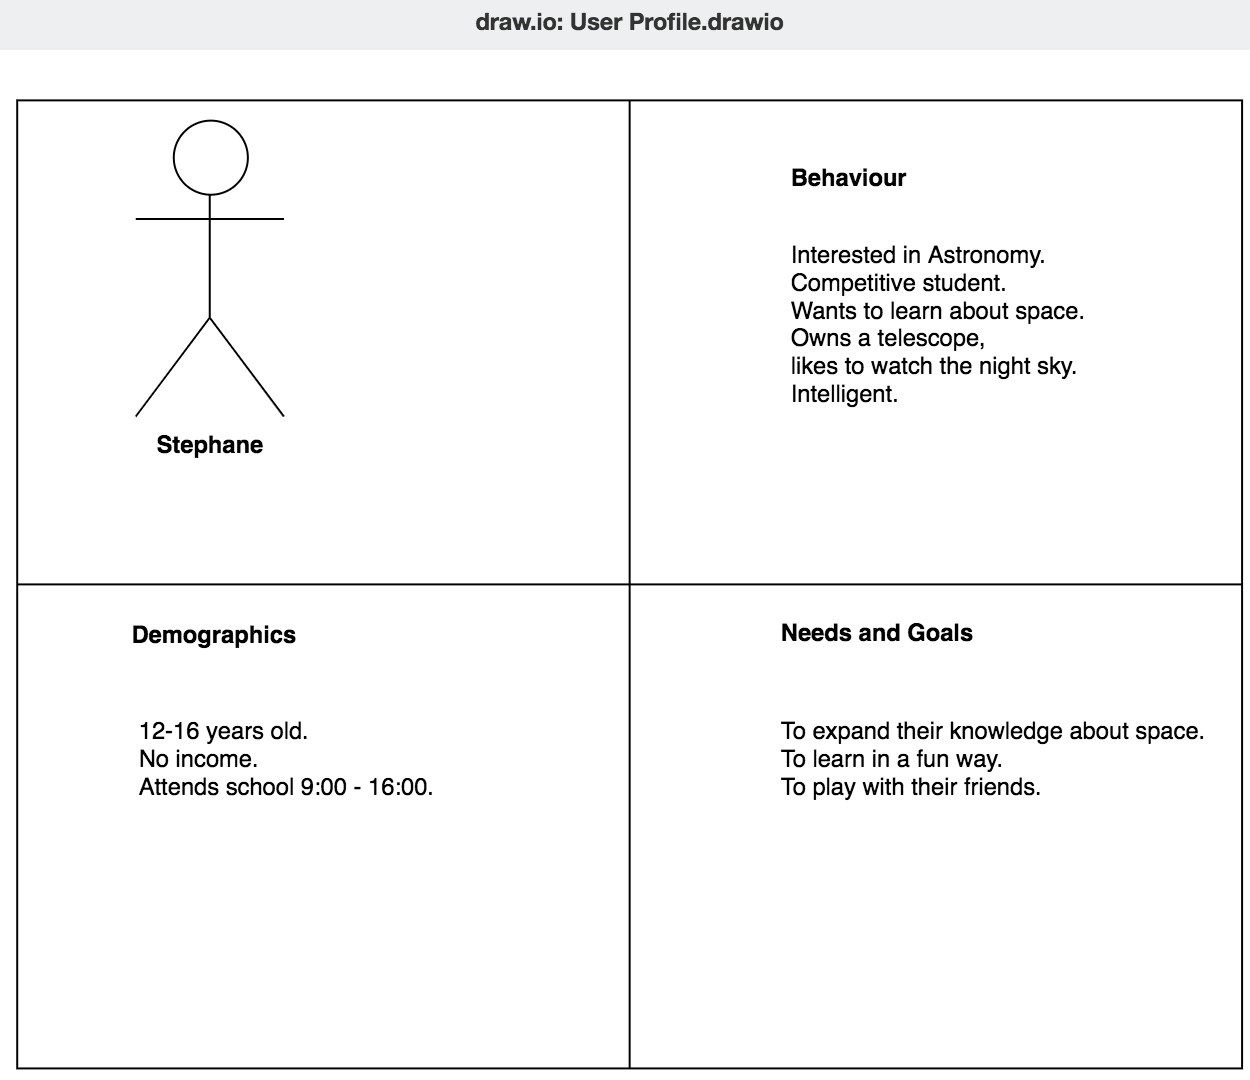 draw.io: User Profile.drawio
Stephane
Behaviour
Interested in Astronomy.
Competitive student.
Wants to learn about space.
Owns a telescope,
likes to watch the night sky.
Intelligent.
Demographics
12-16 years old.
No income.
Attends school 9:00 - 16:00.
Needs and Goals
To expand their knowledge about space.
To learn in a fun way.
To play with their friends.